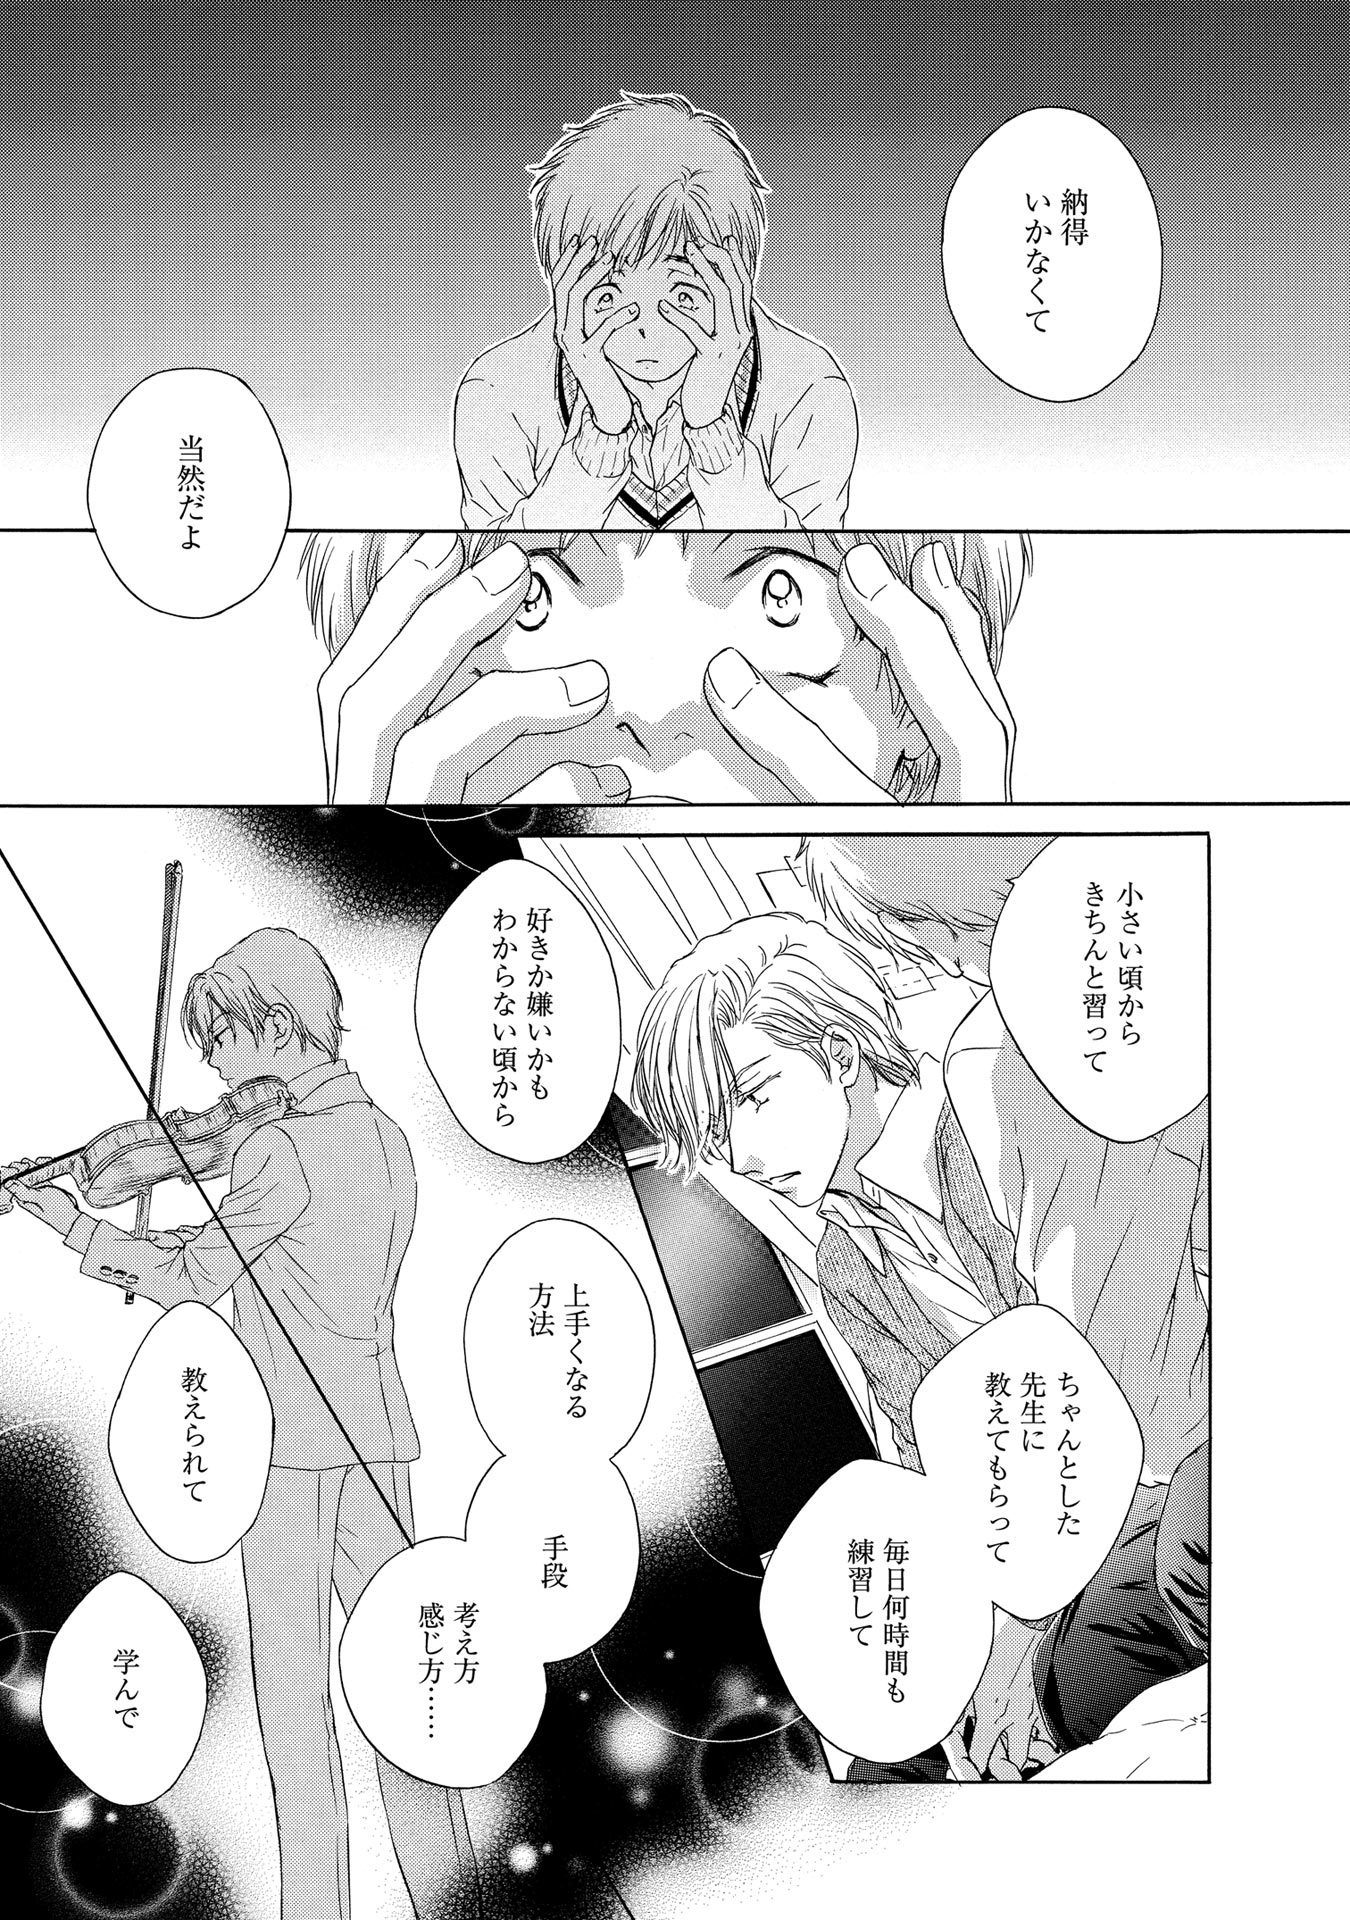 納得
いかなくて
当然だよ
小さい頃から
きちんと習って
ちゃんとした
先生に
教えてもらって
毎日何時間も
練習して
好きか嫌いかも
わからない頃から
上手くなる
方法
手段
考え方
感じ方……
教えられて
学んで